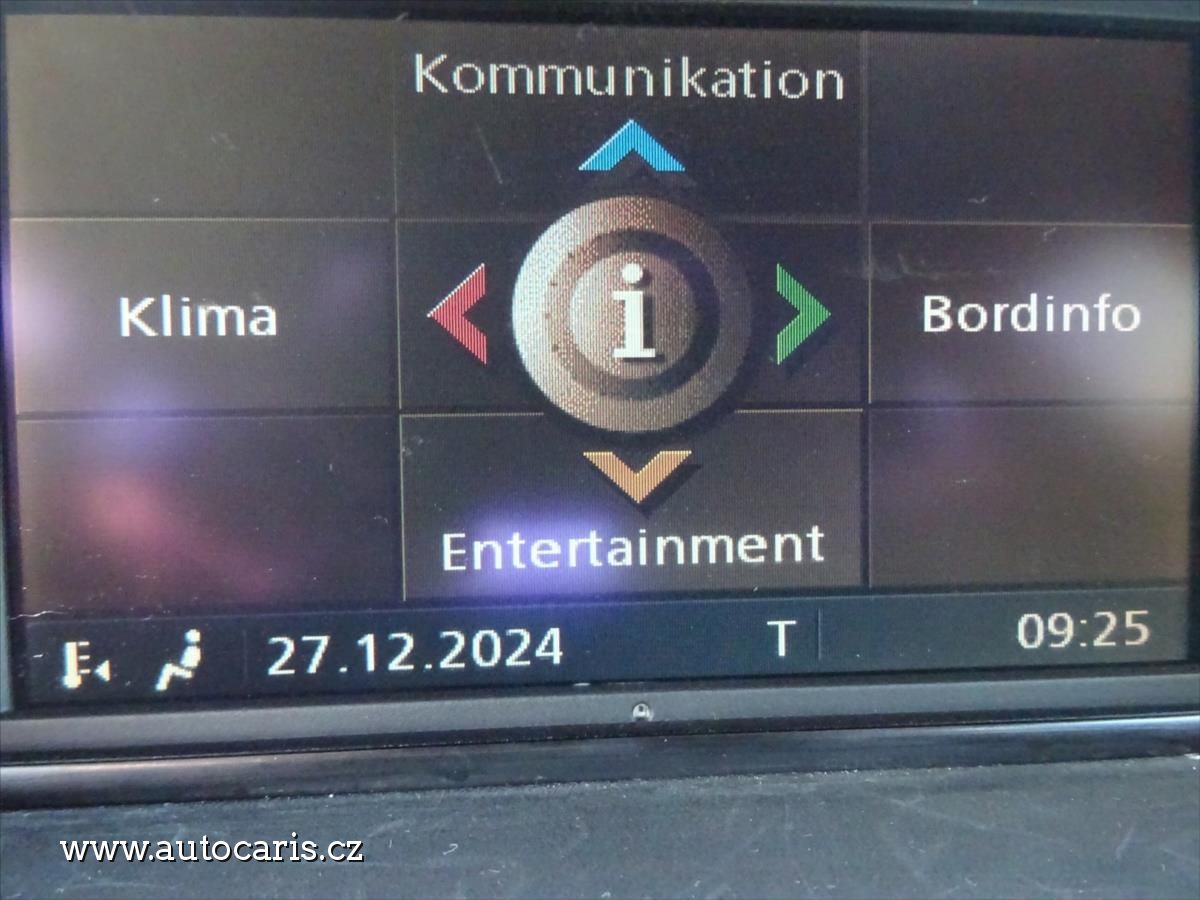 Kommunikation
Klima
i
Bordinfo
Entertainment
27.12.2024
T
09:25
www.autocaris.cz